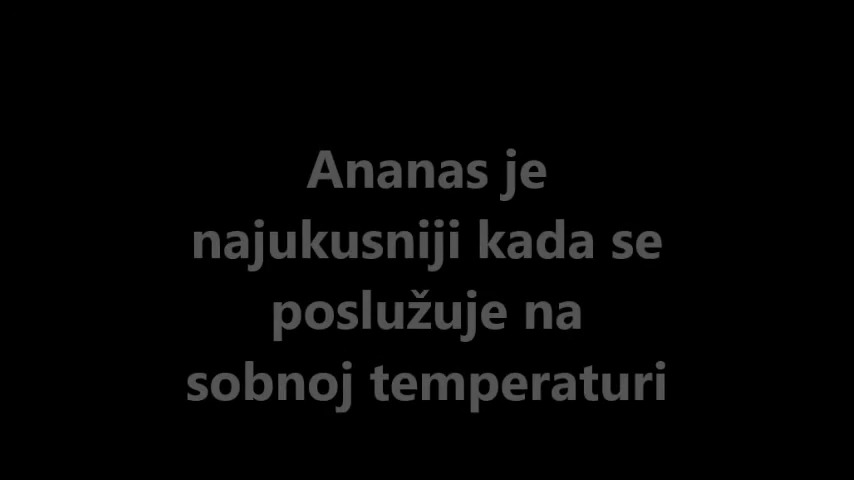 Ananas je
najukusniji kada se
poslužuje na
sobnoj temperaturi